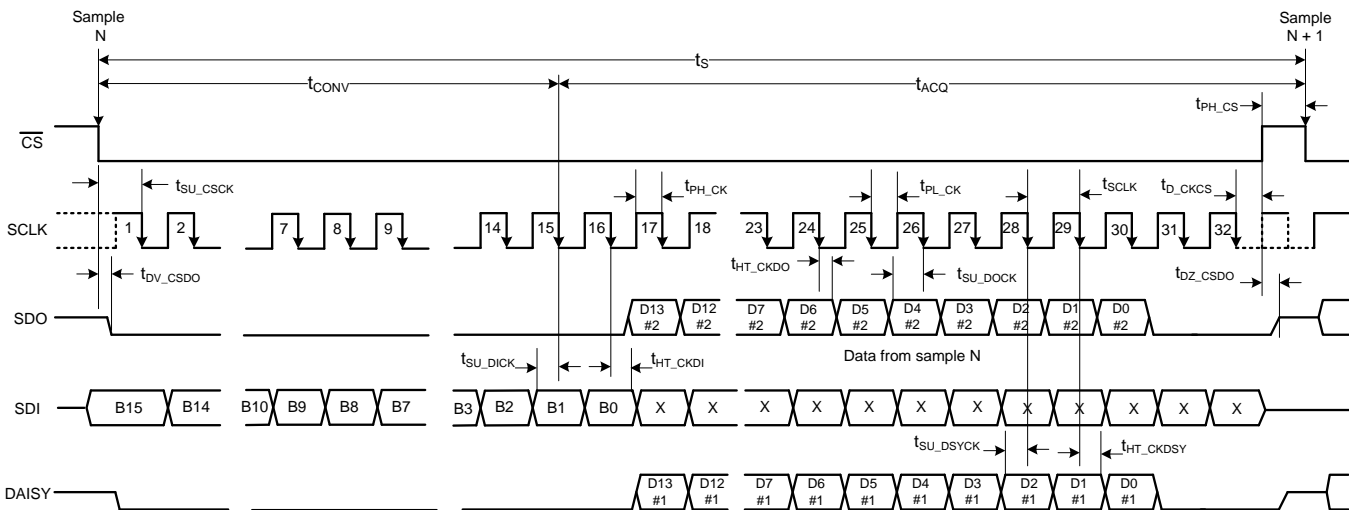 Sample
N
Sample
N + 1
tS
tCONV
tACQ
tPH_CS
CS
tSU_CSCK
tPH_CK
tPL_CK
tSCLK
tD_CKCS
SCLK
1
2
7
8
9
14
15
16
17
18
23
24
25
26
27
28
29
30
31
32
tDV_CSDO
tHT_CKDO
tSU_DOCK
tDZ_CSDO
SDO
D13
#2
D12
#2
D7
#2
D6
#2
D5
#2
D4
#2
D3
#2
D2
#2
D1
#2
D0
#2
tSU_DICK
tHT_CKDI
Data from sample N
SDI
B15
B14
B10
B9
B8
B7
B3
B2
B1
B0
X
X
X
X
X
X
X
X
X
X
X
X
tSU_DSYCK
tHT_CKDSY
DAISY
D13
#1
D12
#1
D7
#1
D6
#1
D5
#1
D4
#1
D3
#1
D2
#1
D1
#1
D0
#1